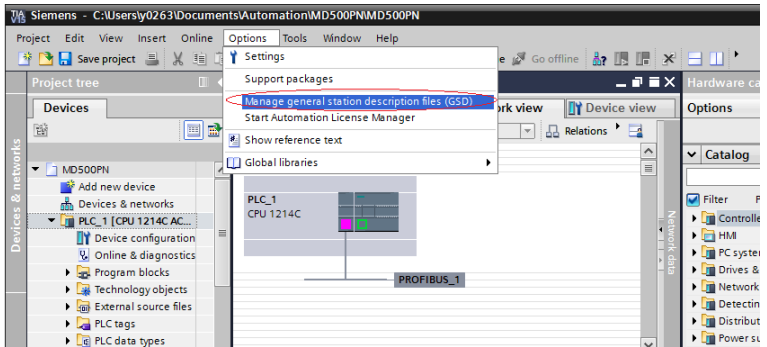 TIA V13 Siemens - C:\Users\y0263\Documents\Automation\MD500PN\MD500PN
Project Edit View Insert Online Options Tools Window Help
Save project
Go offline
Settings
Support packages
Manage general station description files (GSD)
Start Automation License Manager
Show reference text
Global libraries
Project tree
Devices
Devices & networks
MD500PN
Add new device
Devices & networks
PLC_1 [CPU 1214C AC...
Device configuration
Online & diagnostics
Program blocks
Technology objects
External source files
PLC tags
PLC data types
rk view
Device view
Relations
PLC_1
CPU 1214C
PROFIBUS_1
Network data
Hardware ca
Options
Catalog
Filter
Controlle
HMI
PC syster
Drives &
Network
Detectin
Distribut
Power su